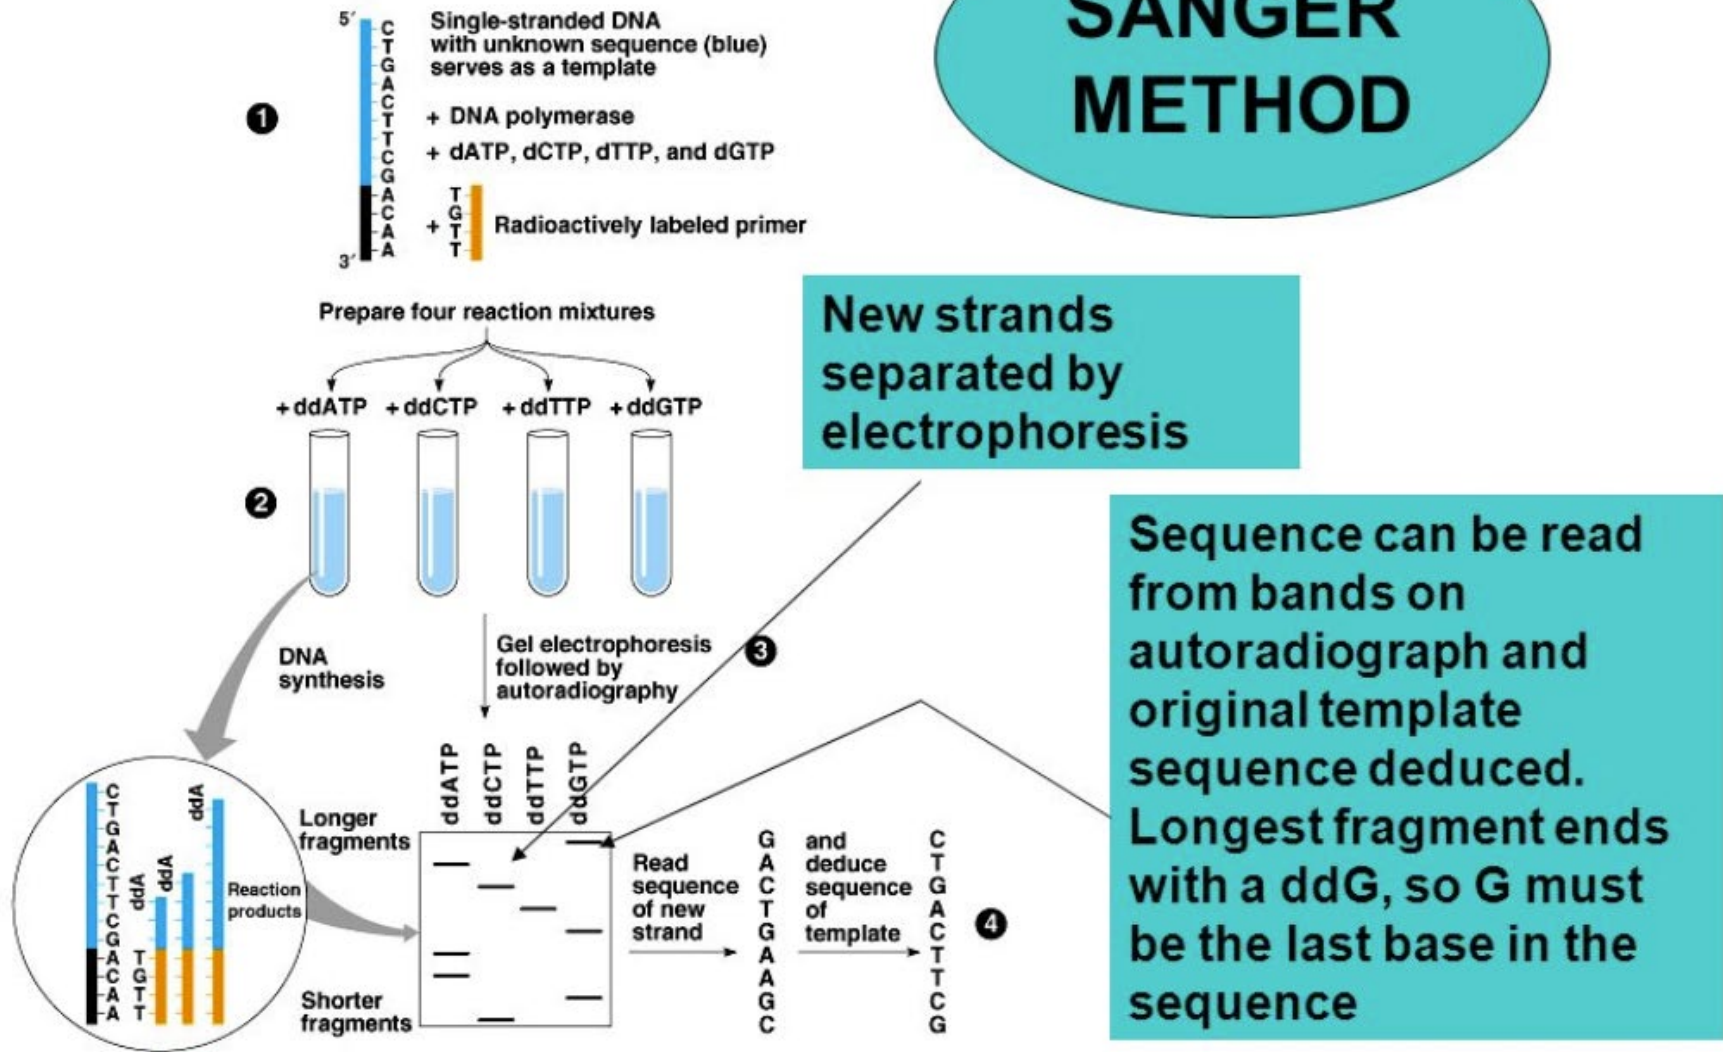 SANGER
METHOD
5′
C
T
G
A
C
T
T
C
G
A
C
A
A
3′
1
Single-stranded DNA
with unknown sequence (blue)
serves as a template
+ DNA polymerase
+ dATP, dCTP, dTTP, and dGTP
+
T
G
T
T
Radioactively labeled primer
Prepare four reaction mixtures
+ddATP +ddCTP +ddTTP +ddGTP
2
New strands
separated by
electrophoresis
DNA
synthesis
Gel electrophoresis
followed by
autoradiography
3
C
T
G
A
C
T
T
C
G
A
C
A
A
T
G
T
T
ddA
ddA
ddA
Reaction
products
ddATP
ddCTP
ddTTP
ddGTP
Longer
fragments
Shorter
fragments
Read
sequence
of new
strand
G
A
C
T
G
A
A
G
C
and
deduce
sequence
of
template
C
T
G
A
C
T
T
C
G
4
Sequence can be read
from bands on
autoradiograph and
original template
sequence deduced.
Longest fragment ends
with a ddG, so G must
be the last base in the
sequence